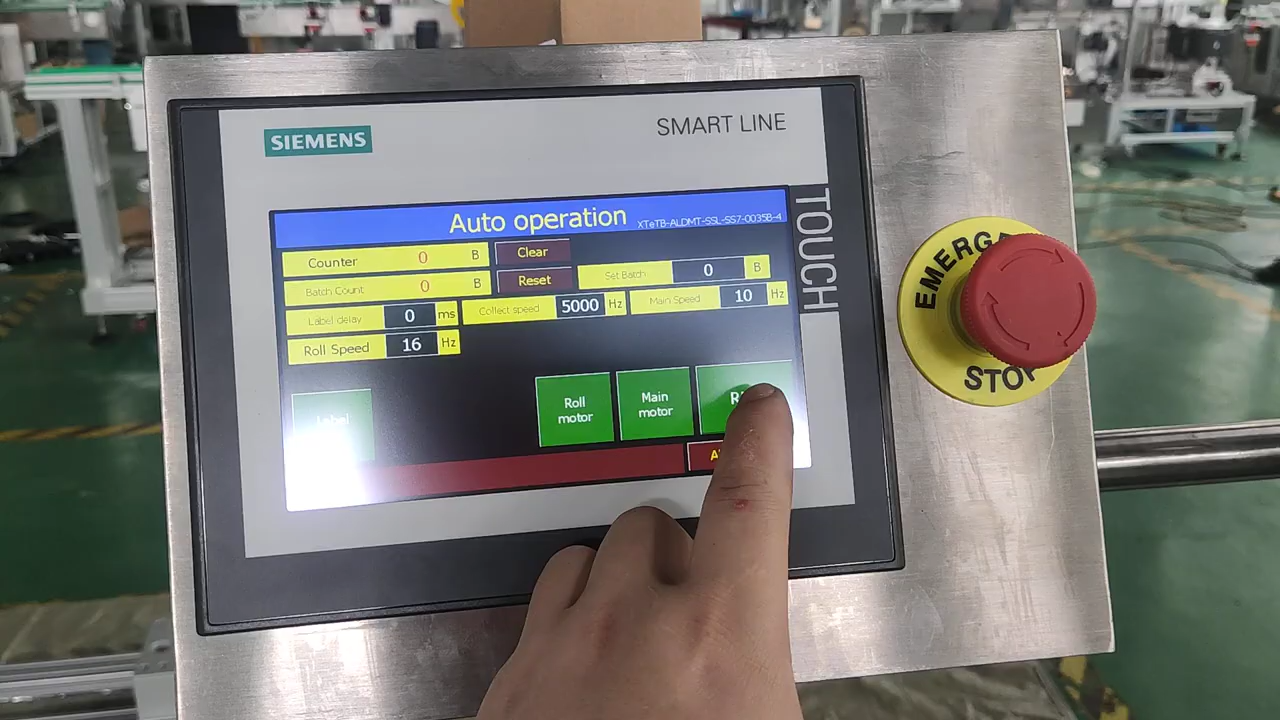 SIEMENS
SMART LINE
TOUCH
Auto operation
XTeTB-ALDMT-SSL-SS7-0035B-4
Counter 0 B Clear
Batch Count 0 B Reset Set Batch 0 B
Label delay 0 ms Collect speed 5000 Hz Main Speed 10 Hz
Roll Speed 16 Hz
Label
Roll motor
Main motor
EMERGE
STOP